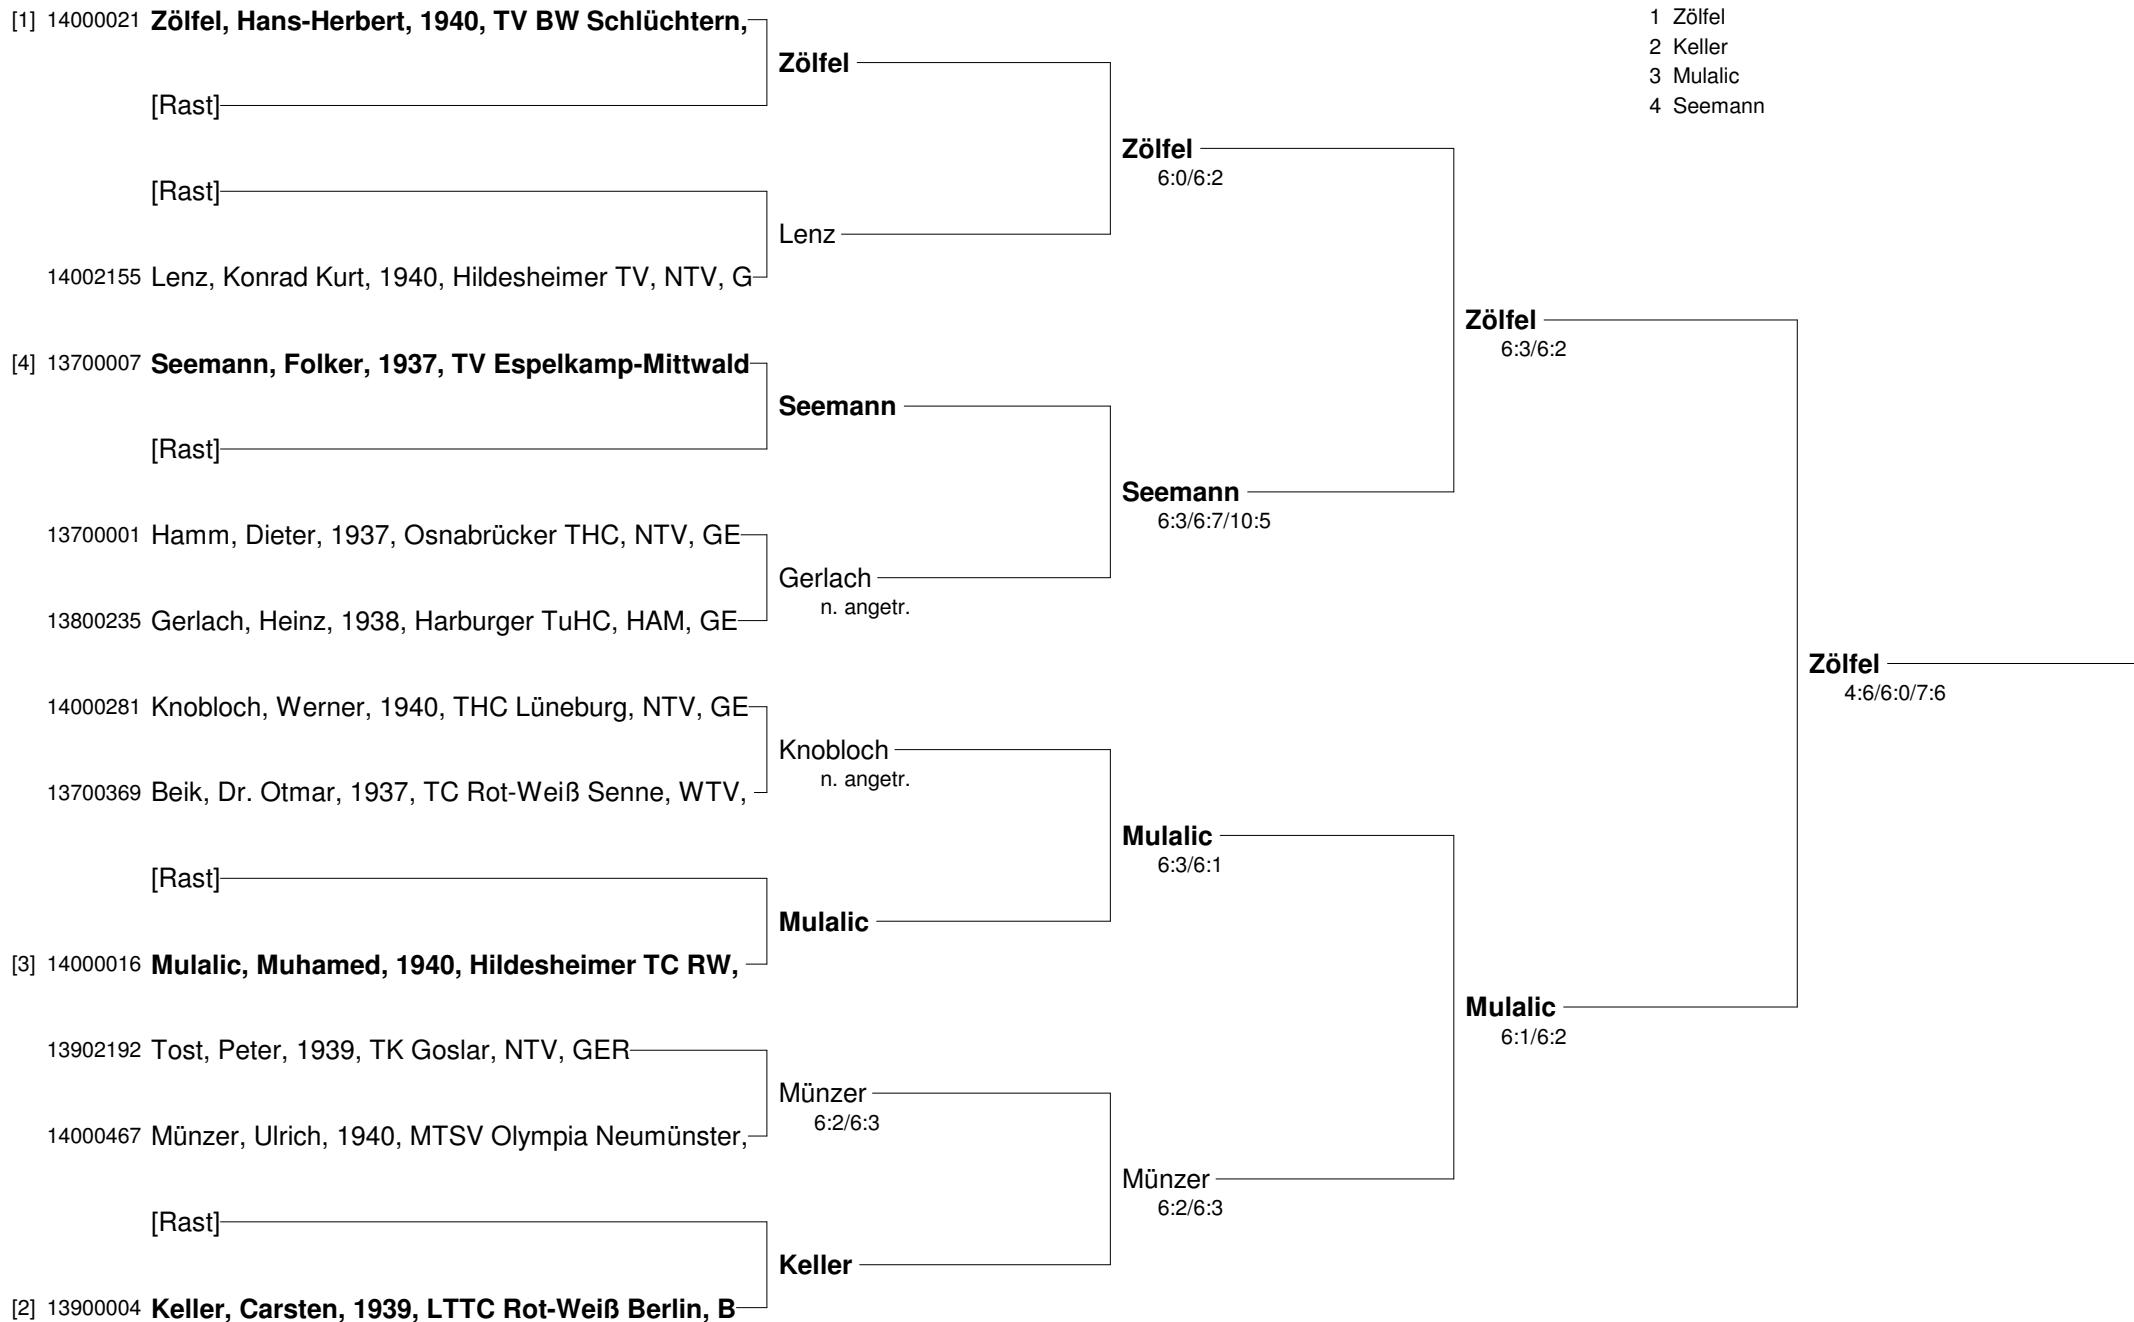 [1] 14000021 Zölfel, Hans-Herbert, 1940, TV BW Schlüchtern,
[Rast]
[Rast]
14002155 Lenz, Konrad Kurt, 1940, Hildesheimer TV, NTV, G
[4] 13700007 Seemann, Folker, 1937, TV Espelkamp-Mittwald
[Rast]
13700001 Hamm, Dieter, 1937, Osnabrücker THC, NTV, GE
13800235 Gerlach, Heinz, 1938, Harburger TuHC, HAM, GE
14000281 Knobloch, Werner, 1940, THC Lüneburg, NTV, GE
13700369 Beik, Dr. Otmar, 1937, TC Rot-Weiß Senne, WTV,
[Rast]
[3] 14000016 Mulalic, Muhamed, 1940, Hildesheimer TC RW,
13902192 Tost, Peter, 1939, TK Goslar, NTV, GER
14000467 Münzer, Ulrich, 1940, MTSV Olympia Neumünster,
[Rast]
[2] 13900004 Keller, Carsten, 1939, LTTC Rot-Weiß Berlin, B
Zölfel
Lenz
Seemann
Gerlach
n. angetr.
Knobloch
n. angetr.
Mulalic
Münzer
6:2/6:3
Keller
Zölfel
6:0/6:2
Seemann
6:3/6:7/10:5
Mulalic
6:3/6:1
Münzer
6:2/6:3
Zölfel
6:3/6:2
Mulalic
6:1/6:2
Zölfel
4:6/6:0/7:6
1 Zölfel
2 Keller
3 Mulalic
4 Seemann